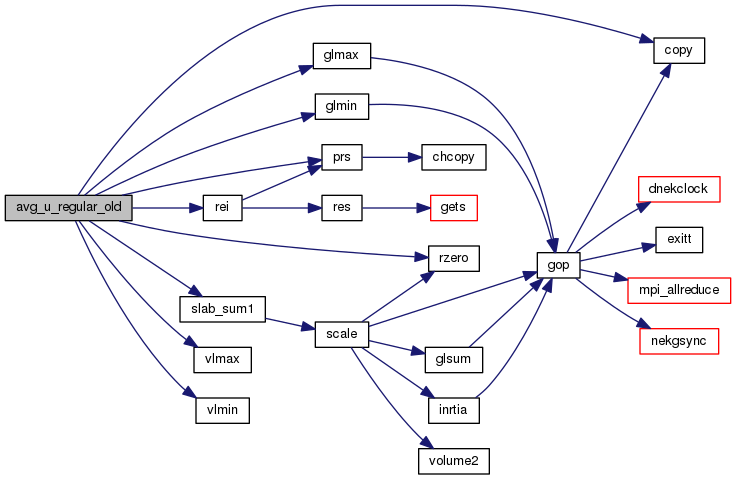 copy
glmax
glmin
prs
chcopy
dnekclock
avg_u_regular_old
rei
res
gets
exitt
rzero
gop
mpi_allreduce
slab_sum1
scale
nekgsync
vlmax
glsum
vlmin
inrtia
volume2